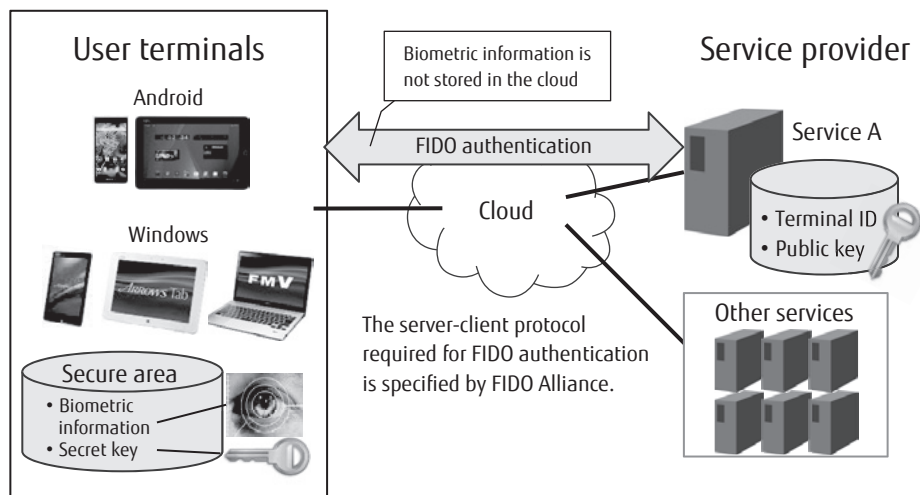 User terminals
Android
Windows
ARROWS Tab
FMV
Secure area
• Biometric
information
• Secret key
Biometric information is
not stored in the cloud
FIDO authentication
Cloud
The server-client protocol
required for FIDO authentication
is specified by FIDO Alliance.
Service provider
Service A
• Terminal ID
• Public key
Other services